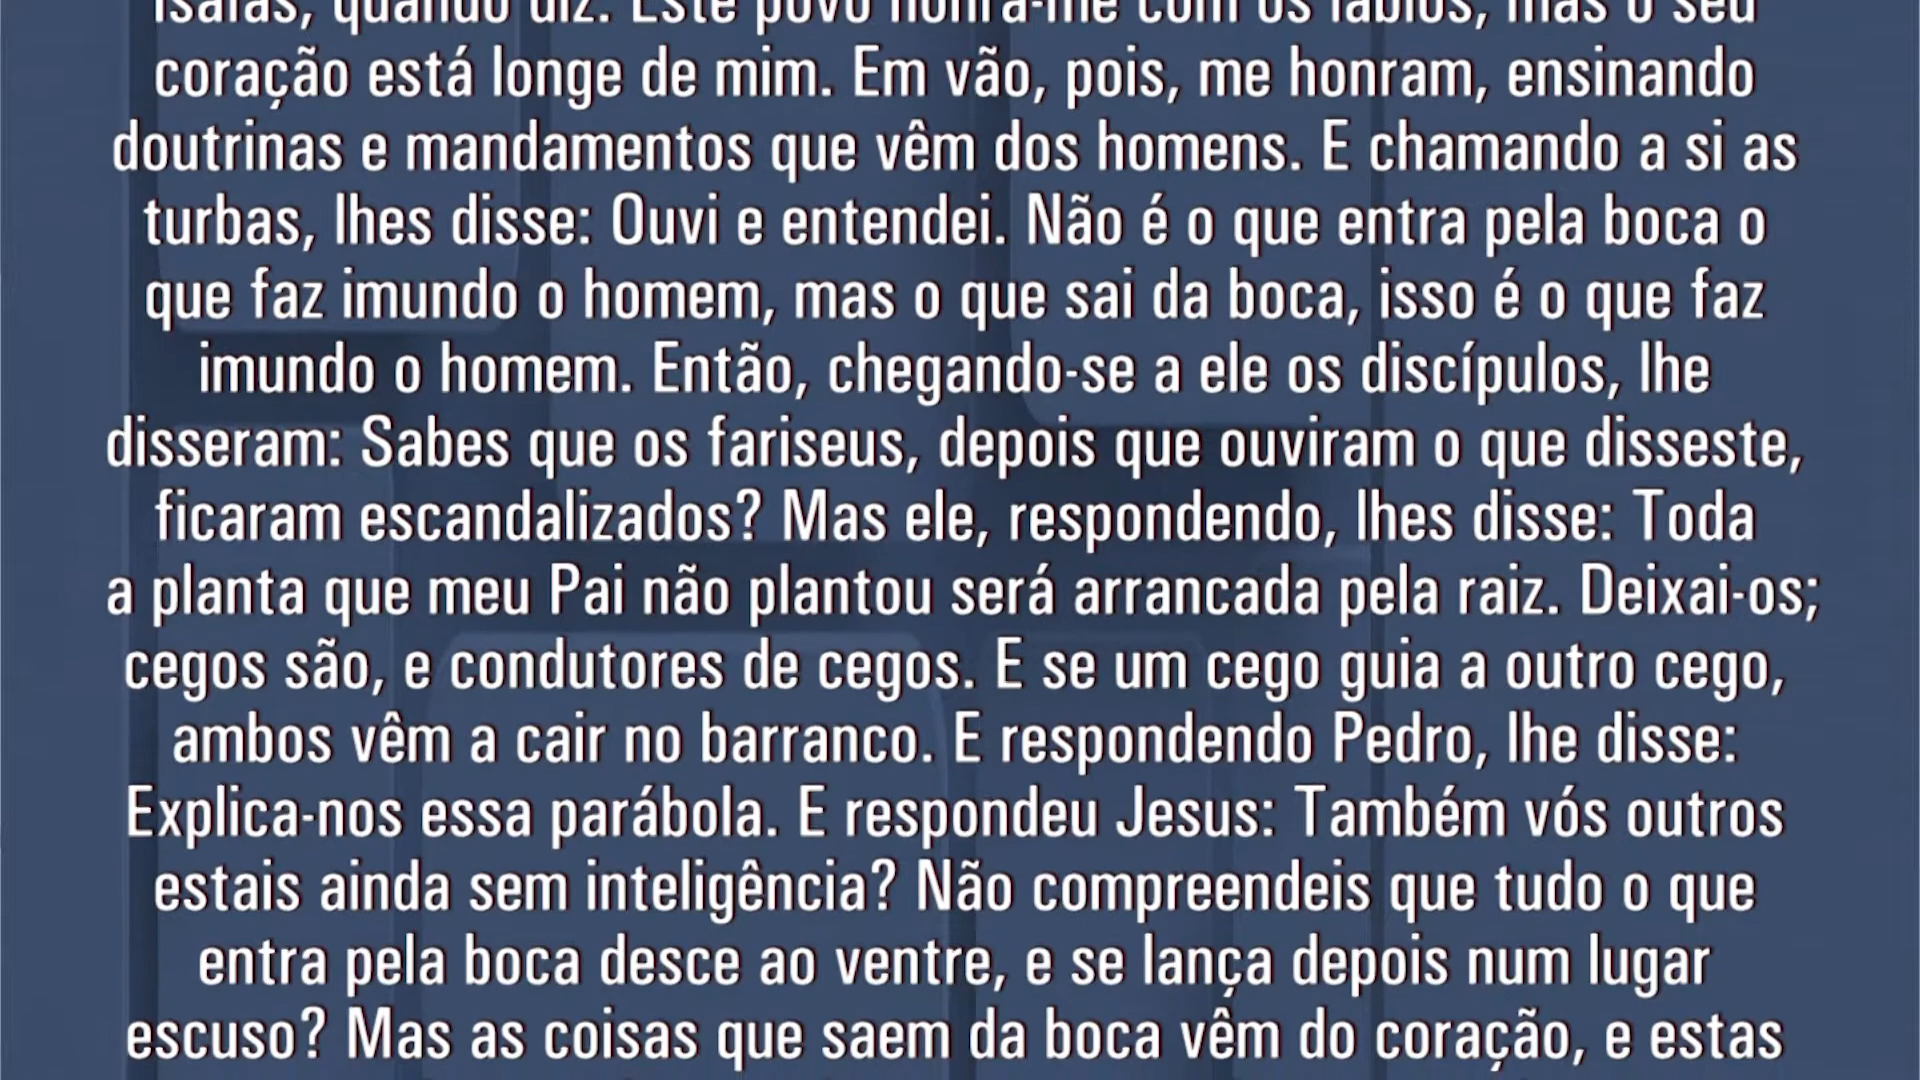 Isaías, quando diz: Este povo honra-me com os lábios, mas o seu
coração está longe de mim. Em vão, pois, me honram, ensinando
doutrinas e mandamentos que vêm dos homens. E chamando a si as
turbas, lhes disse: Ouvi e entendei. Não é o que entra pela boca o
que faz imundo o homem, mas o que sai da boca, isso é o que faz
imundo o homem. Então, chegando-se a ele os discípulos, lhe
disseram: Sabes que os fariseus, depois que ouviram o que disseste,
ficaram escandalizados? Mas ele, respondendo, lhes disse: Toda
a planta que meu Pai não plantou será arrancada pela raiz. Deixai-os;
cegos são, e condutores de cegos. E se um cego guia a outro cego,
ambos vêm a cair no barranco. E respondendo Pedro, lhe disse:
Explica-nos essa parábola. E respondeu Jesus: Também vós outros
estais ainda sem inteligência? Não compreendeis que tudo o que
entra pela boca desce ao ventre, e se lança depois num lugar
escuso? Mas as coisas que saem da boca vêm do coração, e estas